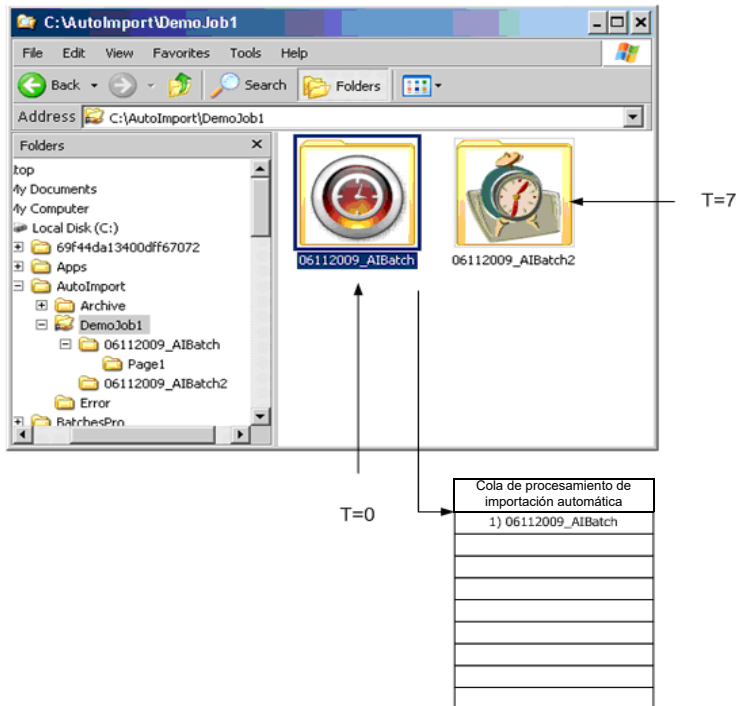 C:\AutoImport\DemoJob1
File Edit View Favorites Tools Help
Back Search Folders
Address C:\AutoImport\DemoJob1
Folders x
top
My Documents
My Computer
Local Disk (C:)
69f44da13400dff67072
Apps
AutoImport
Archive
DemoJob1
06112009_AIBatch
Page1
06112009_AIBatch2
Error
BatchesPro
06112009_AIBatch
06112009_AIBatch2
T=7
T=0
Cola de procesamiento de
importación automática
1) 06112009_AIBatch